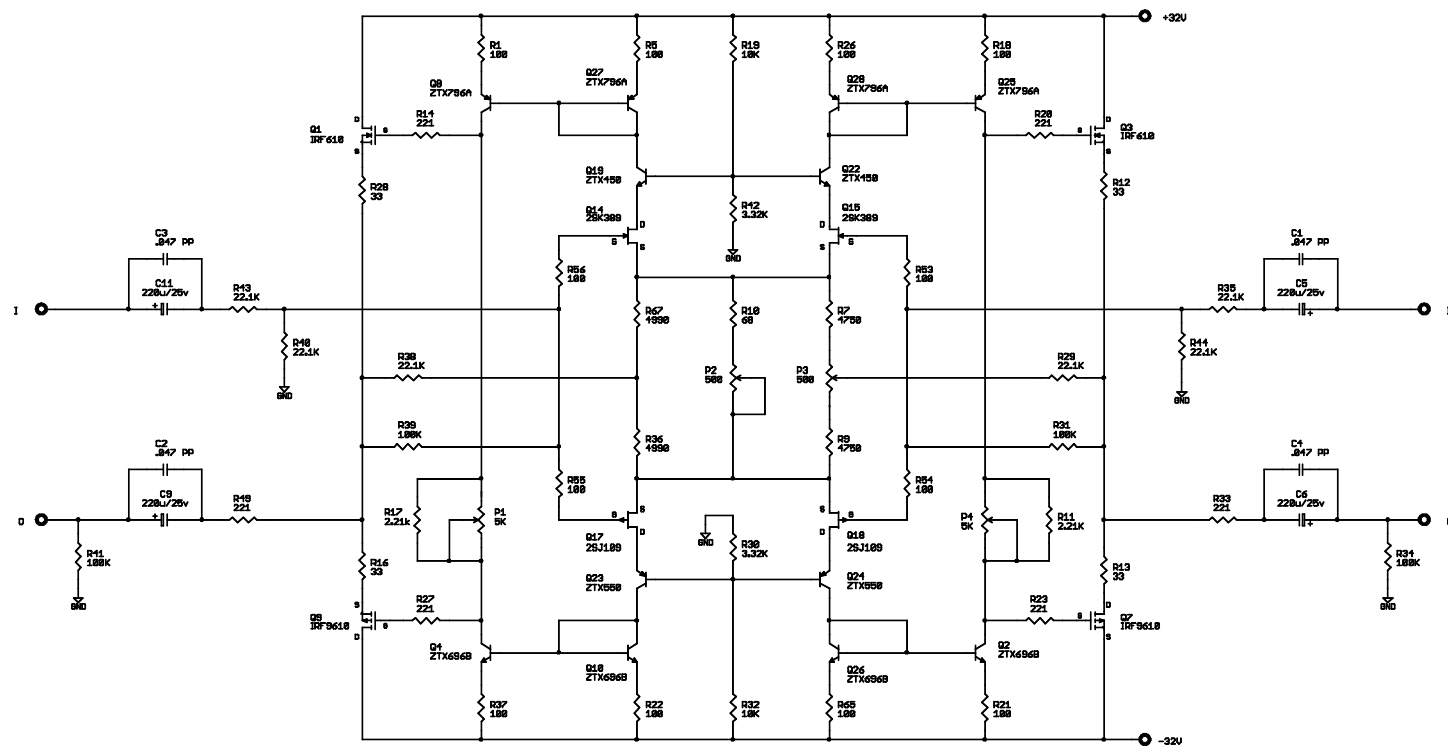 +32V
R1
100
R5
100
R19
10K
R26
100
R18
100
Q8
ZTX796A
Q27
ZTX796A
Q28
ZTX796A
Q25
ZTX796A
D
G
S
Q1
IRF610
R14
221
R20
221
D
G
S
Q3
IRF610
R28
33
Q19
ZTX450
Q22
ZTX450
R12
33
Q14
2SK389
D
G
S
R42
3.32K
GND
Q15
2SK389
D
G
S
C3
.047 PP
C11
220u/25v
+
I
R43
22.1K
R56
100
R53
100
R35
22.1K
C1
.047 PP
C5
220u/25v
+
I
R67
4990
R10
68
R7
4750
R40
22.1K
GND
R44
22.1K
GND
R38
22.1K
P2
500
P3
500
R29
22.1K
R39
100K
R36
4990
R9
4750
R31
100K
C2
.047 PP
C9
220u/25v
+
O
R49
221
R55
100
R54
100
C4
.047 PP
C6
220u/25v
+
R33
221
R17
2.21k
P1
5K
S
G
D
Q17
2SJ109
GND
R30
3.32K
S
G
D
Q18
2SJ109
P4
5K
R11
2.21K
R41
100K
GND
R16
33
Q23
ZTX550
Q24
ZTX550
R13
33
R34
100K
GND
S
G
D
Q9
IRF9610
R27
221
R23
221
D
G
S
Q7
IRF9610
Q4
ZTX696B
Q10
ZTX696B
Q26
ZTX696B
Q2
ZTX696B
R37
100
R22
100
R32
10K
R65
100
R21
100
-32V